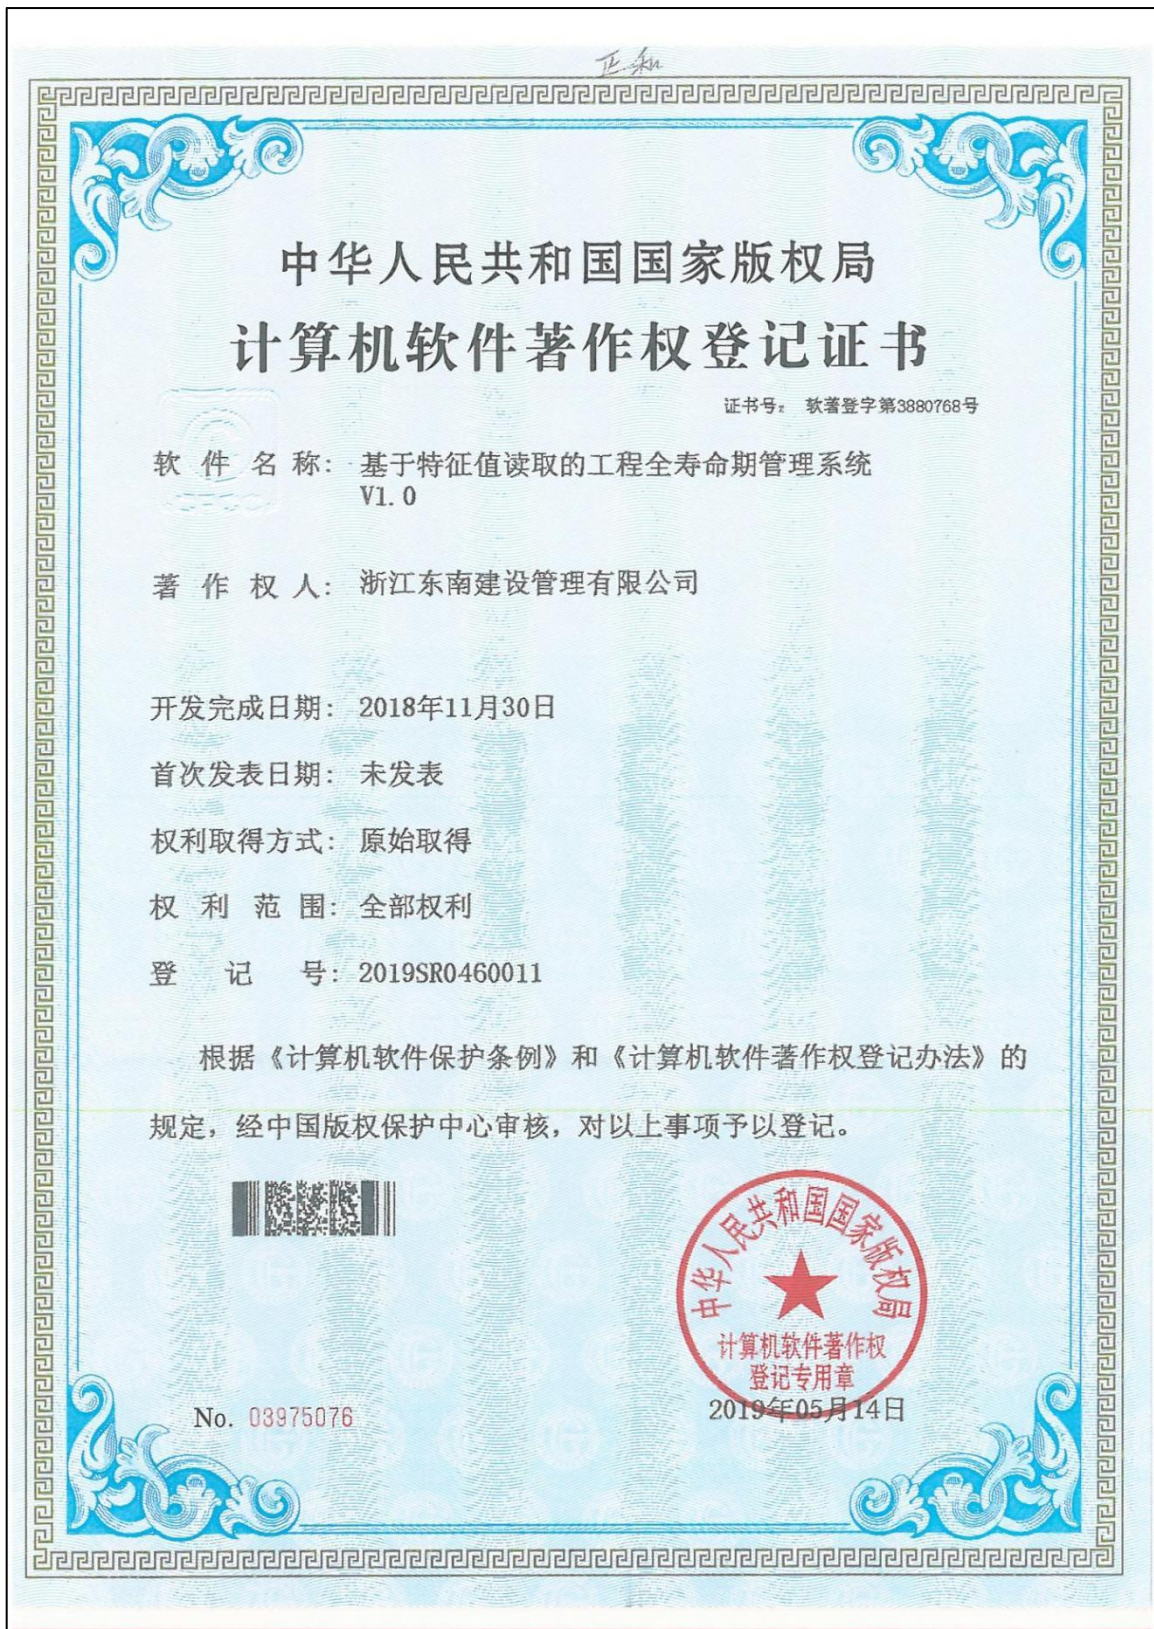 正和
中华人民共和国国家版权局
计算机软件著作权登记证书
证书号： 软著登字第3880768号
软件名称： 基于特征值读取的工程全寿命期管理系统
V1.0
著作权人： 浙江东南建设管理有限公司
开发完成日期： 2018年11月30日
首次发表日期： 未发表
权利取得方式： 原始取得
权利范围： 全部权利
登记号： 2019SR0460011
根据《计算机软件保护条例》和《计算机软件著作权登记办法》的
规定，经中国版权保护中心审核，对以上事项予以登记。
中华人民共和国国家版权局
计算机软件著作权
登记专用章
No. 03975076
2019年05月14日